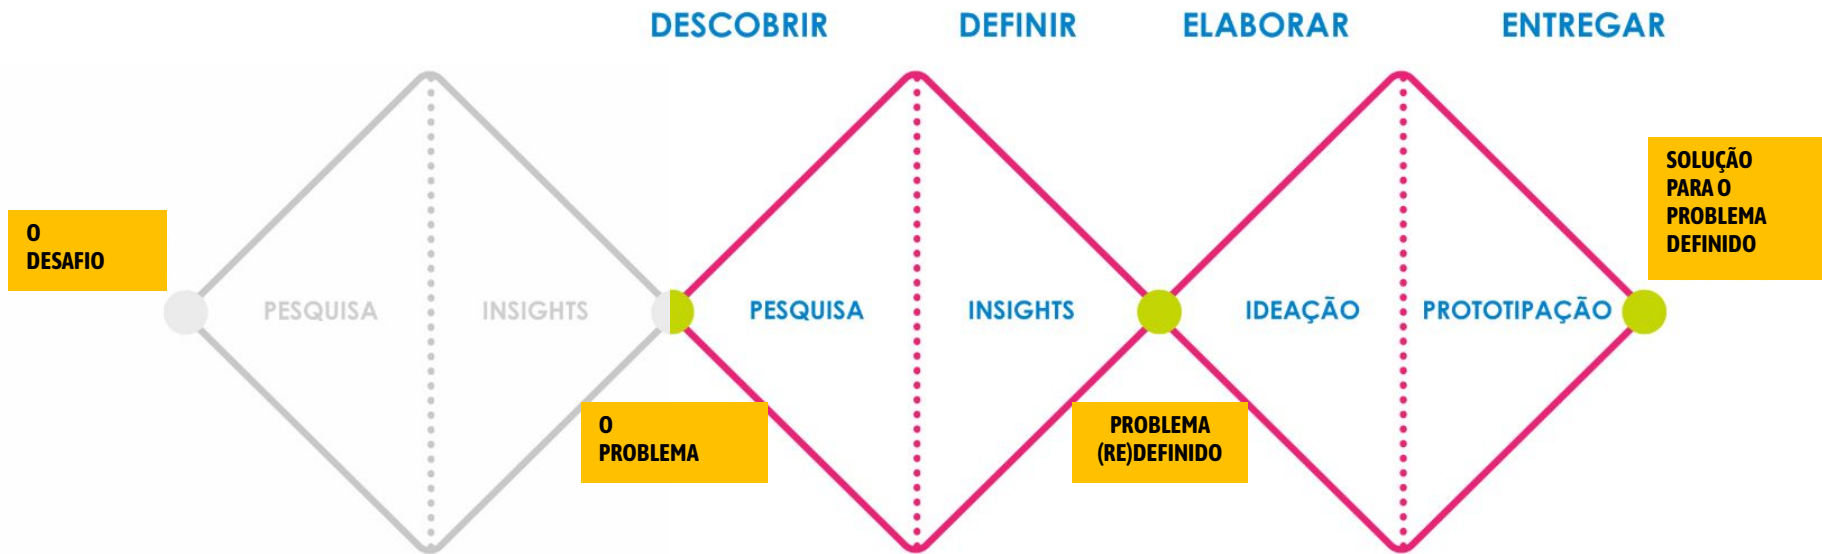 DESCOBRIR DEFINIR ELABORAR ENTREGAR
SOLUÇÃO
PARA O
PROBLEMA
DEFINIDO
O
DESAFIO
PESQUISA INSIGHTS PESQUISA INSIGHTS IDEAÇÃO PROTOTIPAÇÃO
O
PROBLEMA
PROBLEMA
(RE)DEFINIDO